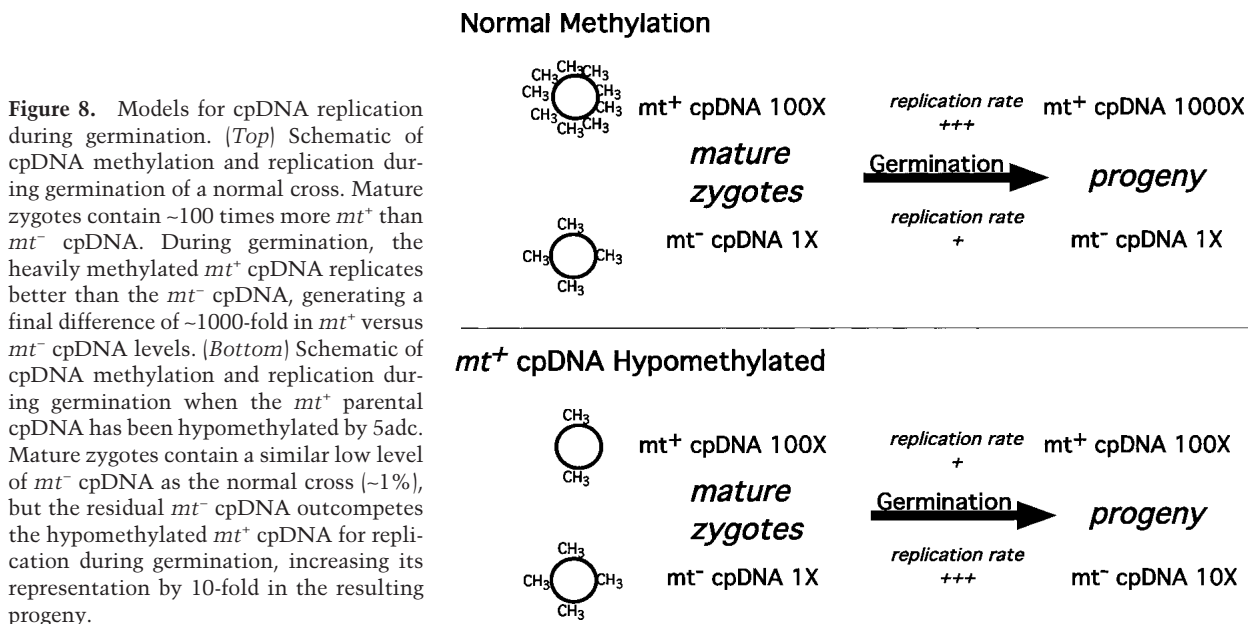 Figure 8. Models for cpDNA replication
during germination. (Top) Schematic of
cpDNA methylation and replication dur-
ing germination of a normal cross. Mature
zygotes contain ~100 times more mt⁺ than
mt⁻ cpDNA. During germination, the
heavily methylated mt⁺ cpDNA replicates
better than the mt⁻ cpDNA, generating a
final difference of ~1000-fold in mt⁺ versus
mt⁻ cpDNA levels. (Bottom) Schematic of
cpDNA methylation and replication dur-
ing germination when the mt⁺ parental
cpDNA has been hypomethylated by 5adc.
Mature zygotes contain a similar low level
of mt⁻ cpDNA as the normal cross (~1%),
but the residual mt⁻ cpDNA outcompetes
the hypomethylated mt⁺ cpDNA for repli-
cation during germination, increasing its
representation by 10-fold in the resulting
progeny.
Normal Methylation
CH₃ CH₃ CH₃
CH₃ CH₃
CH₃ CH₃
CH₃ CH₃
mt⁺ cpDNA 100X
replication rate
+++
mt⁺ cpDNA 1000X
mature
zygotes
Germination
progeny
CH₃
CH₃ CH₃
CH₃
mt⁻ cpDNA 1X
replication rate
+
mt⁻ cpDNA 1X
mt⁺ cpDNA Hypomethylated
CH₃
CH₃
mt⁺ cpDNA 100X
replication rate
+
mt⁺ cpDNA 100X
mature
zygotes
Germination
progeny
CH₃
CH₃ CH₃
CH₃
mt⁻ cpDNA 1X
replication rate
+++
mt⁻ cpDNA 10X